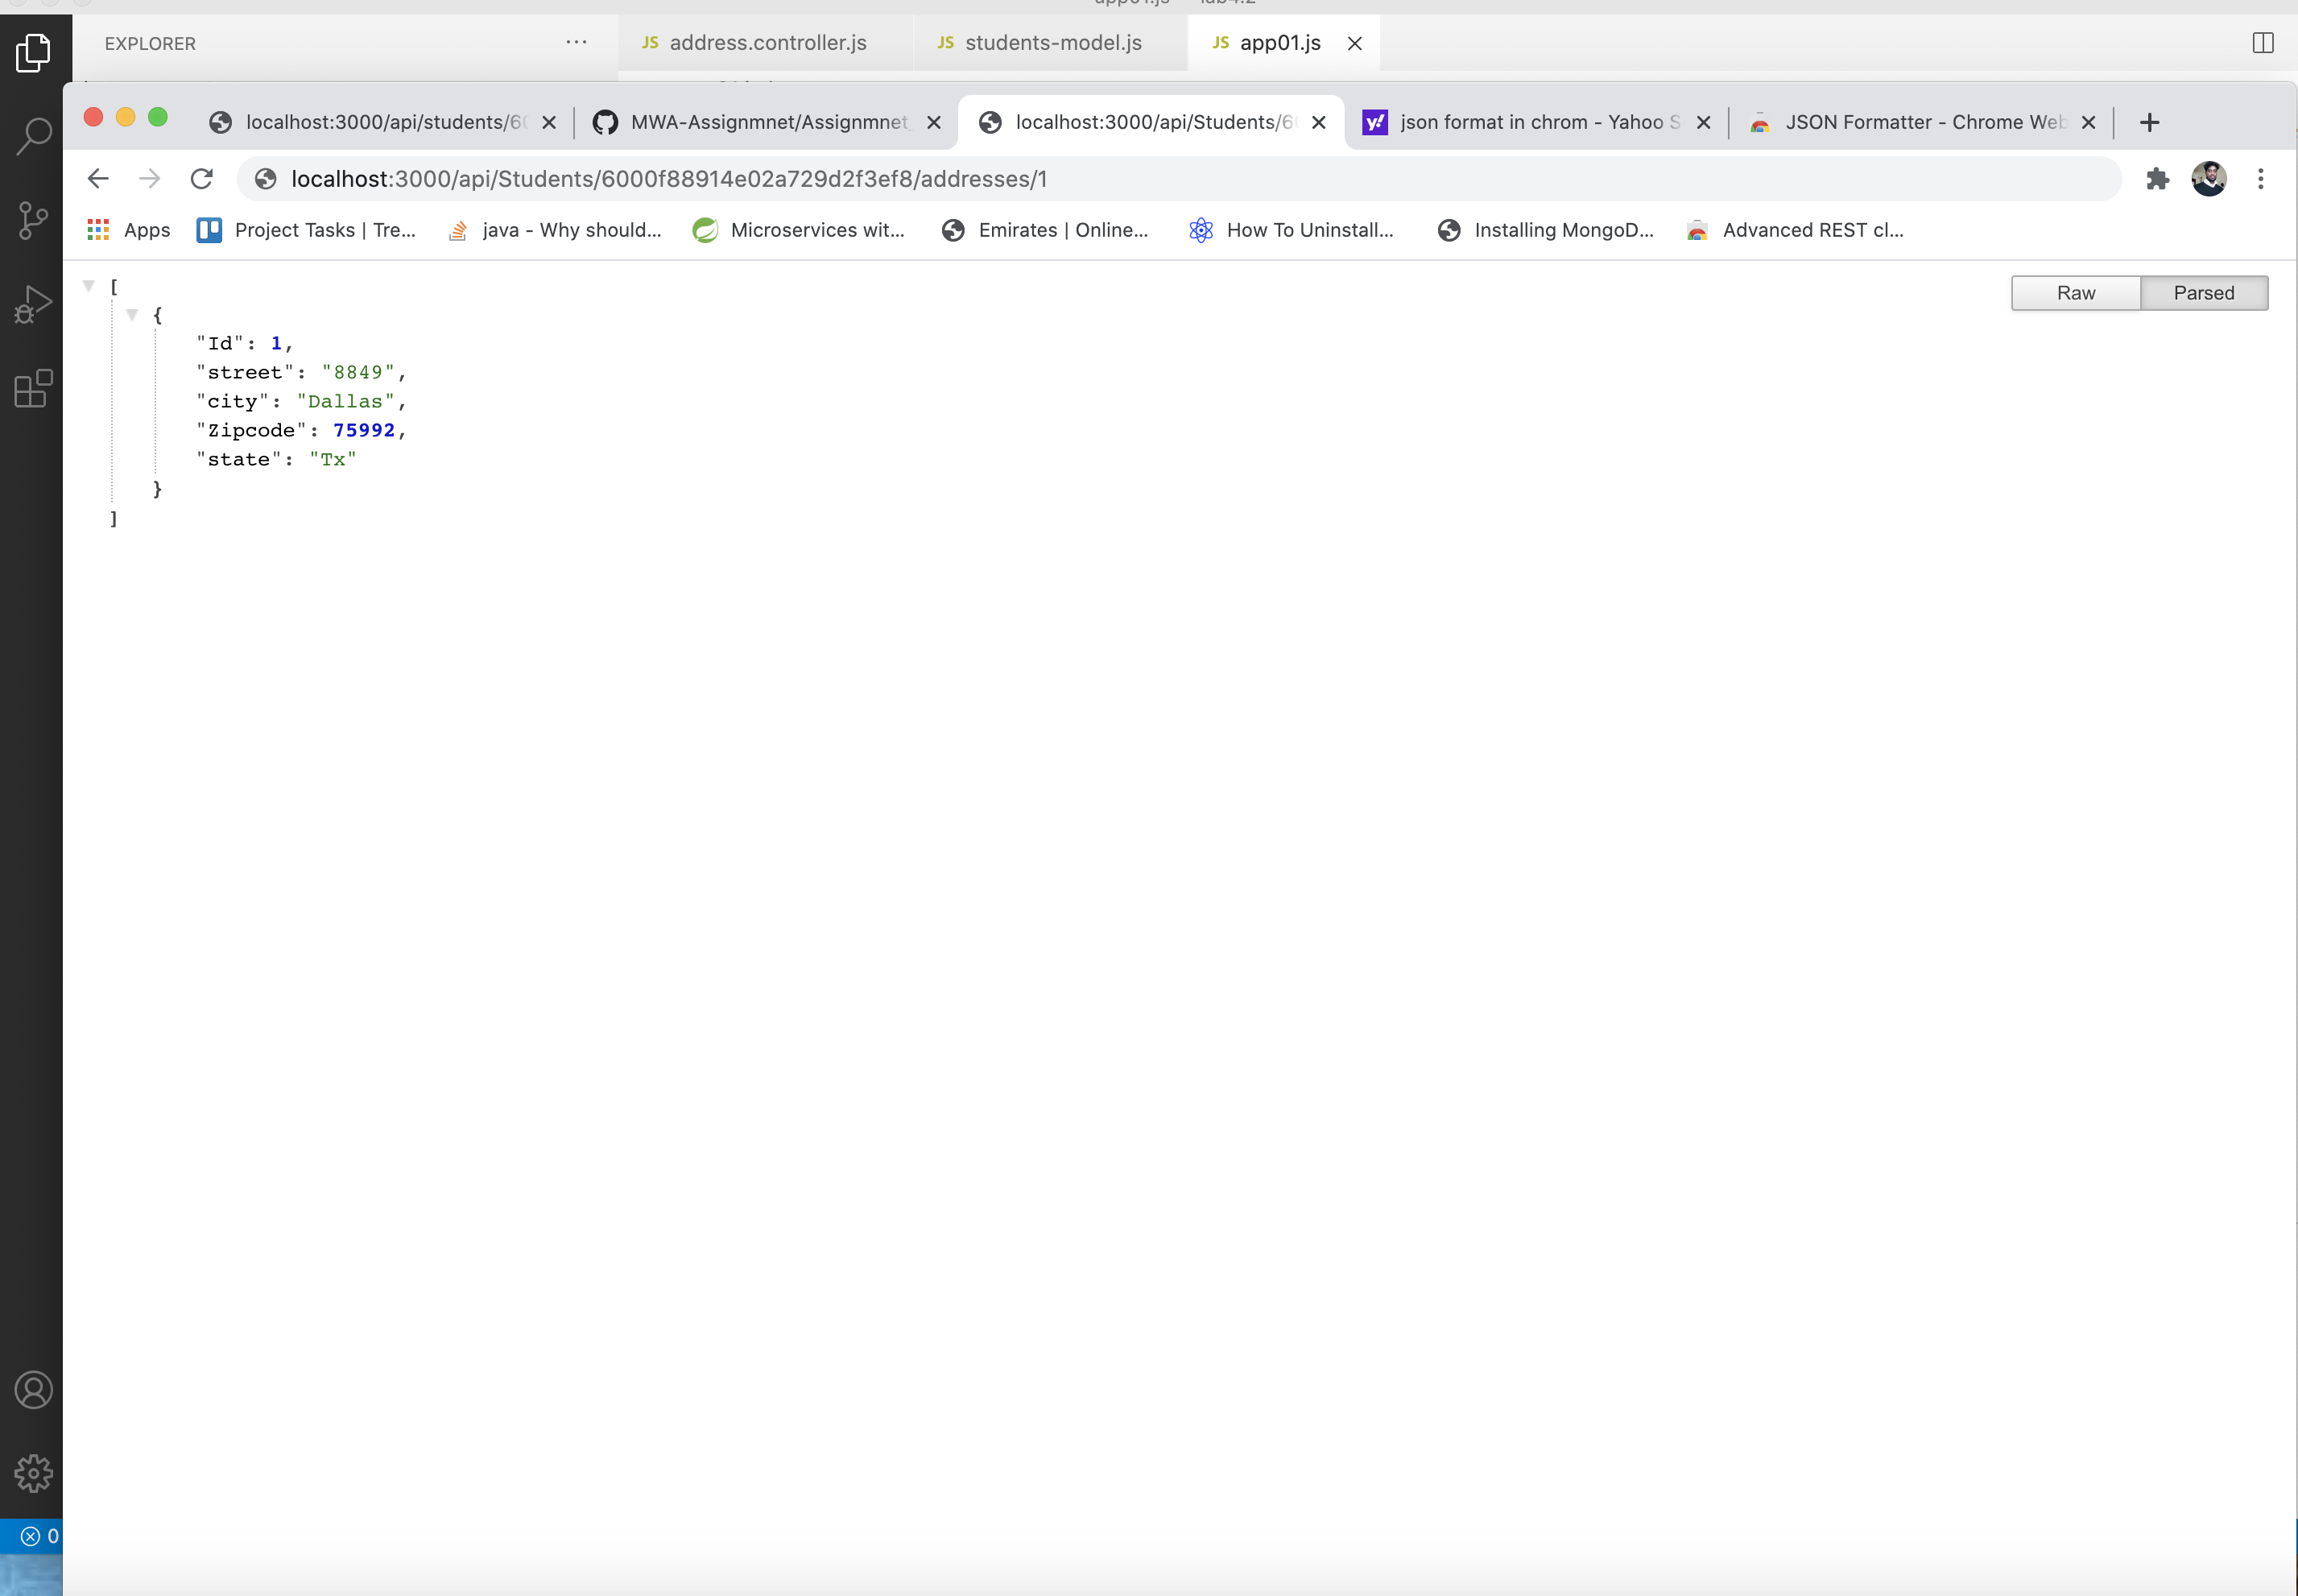 EXPLORER
···
JS address.controller.js
JS students-model.js
JS app01.js
localhost:3000/api/students/60
MWA-Assignmnet/Assignmnet_
localhost:3000/api/Students/60
json format in chrom - Yahoo S
JSON Formatter - Chrome Web
localhost:3000/api/Students/6000f88914e02a729d2f3ef8/addresses/1
Apps
Project Tasks | Tre...
java - Why should...
Microservices wit...
Emirates | Online...
How To Uninstall...
Installing MongoD...
Advanced REST cl...
Raw
Parsed
[
{
"Id": 1,
"street": "8849",
"city": "Dallas",
"Zipcode": 75992,
"state": "Tx"
}
]
0